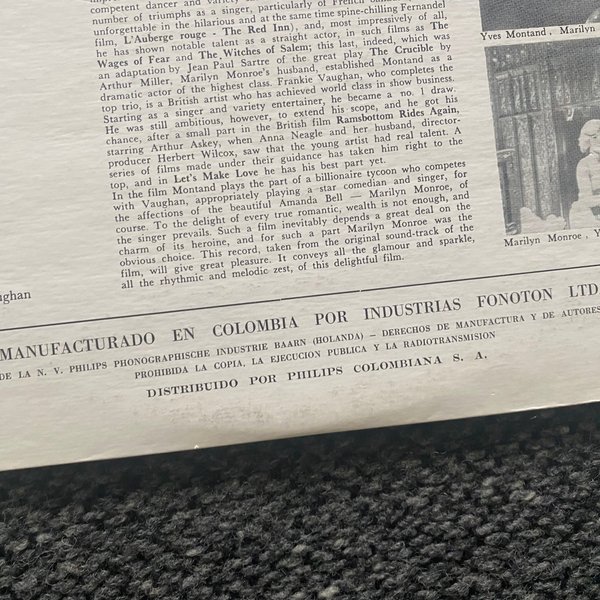 competent dancer and variety
number of triumphs as a singer, particularly of French
unforgettable in the hilarious and at the same time spine-chilling Fernandel
film, L'Auberge rouge - The Red Inn), and, most impressively of all,
he has shown notable talent as a straight actor, in such films as The
Wages of Fear and The Witches of Salem; this last, indeed, which was
an adaptation by Jean Paul Sartre of the great play The Crucible by
Arthur Miller, Marilyn Monroe's husband, established Montand as a
dramatic actor of the highest class. Frankie Vaughan, who completes the
top trio, is a British artist who has achieved world class in show business.
Starting as a singer and variety entertainer, he became a no. 1 draw.
He was still ambitious, however, to extend his scope, and he got his
chance, after a small part in the British film Ramsbottom Rides Again,
starring Arthur Askey, when Anna Neagle and her husband, director-
producer Herbert Wilcox, saw that the young artist had real talent. A
series of films made under their guidance has taken him right to the
top, and in Let's Make Love he has his best part yet.
In the film Montand plays the part of a billionaire tycoon who competes
with Vaughan, appropriately playing a star comedian and singer, for
the affections of the beautiful Amanda Bell — Marilyn Monroe, of
course. To the delight of every true romantic, wealth is not enough, and
the singer prevails. Such a film inevitably depends a great deal on the
charm of its heroine, and for such a part Marilyn Monroe was the
obvious choice. This record, taken from the original sound-track of the
film, will give great pleasure. It conveys all the glamour and sparkle,
all the rhythmic and melodic zest, of this delightful film.
Yves Montand , Marilyn
Marilyn Monroe , Y
ughan
MANUFACTURADO EN COLOMBIA POR INDUSTRIAS FONOTON LTD
DE LA N. V. PHILIPS PHONOGRAPHISCHE INDUSTRIE BAARN (HOLANDA) – DERECHOS DE MANUFACTURA Y DE AUTORES
PROHIBIDA LA COPIA, LA EJECUCION PUBLICA Y LA RADIOTRANSMISION
DISTRIBUIDO POR PHILIPS COLOMBIANA S. A.